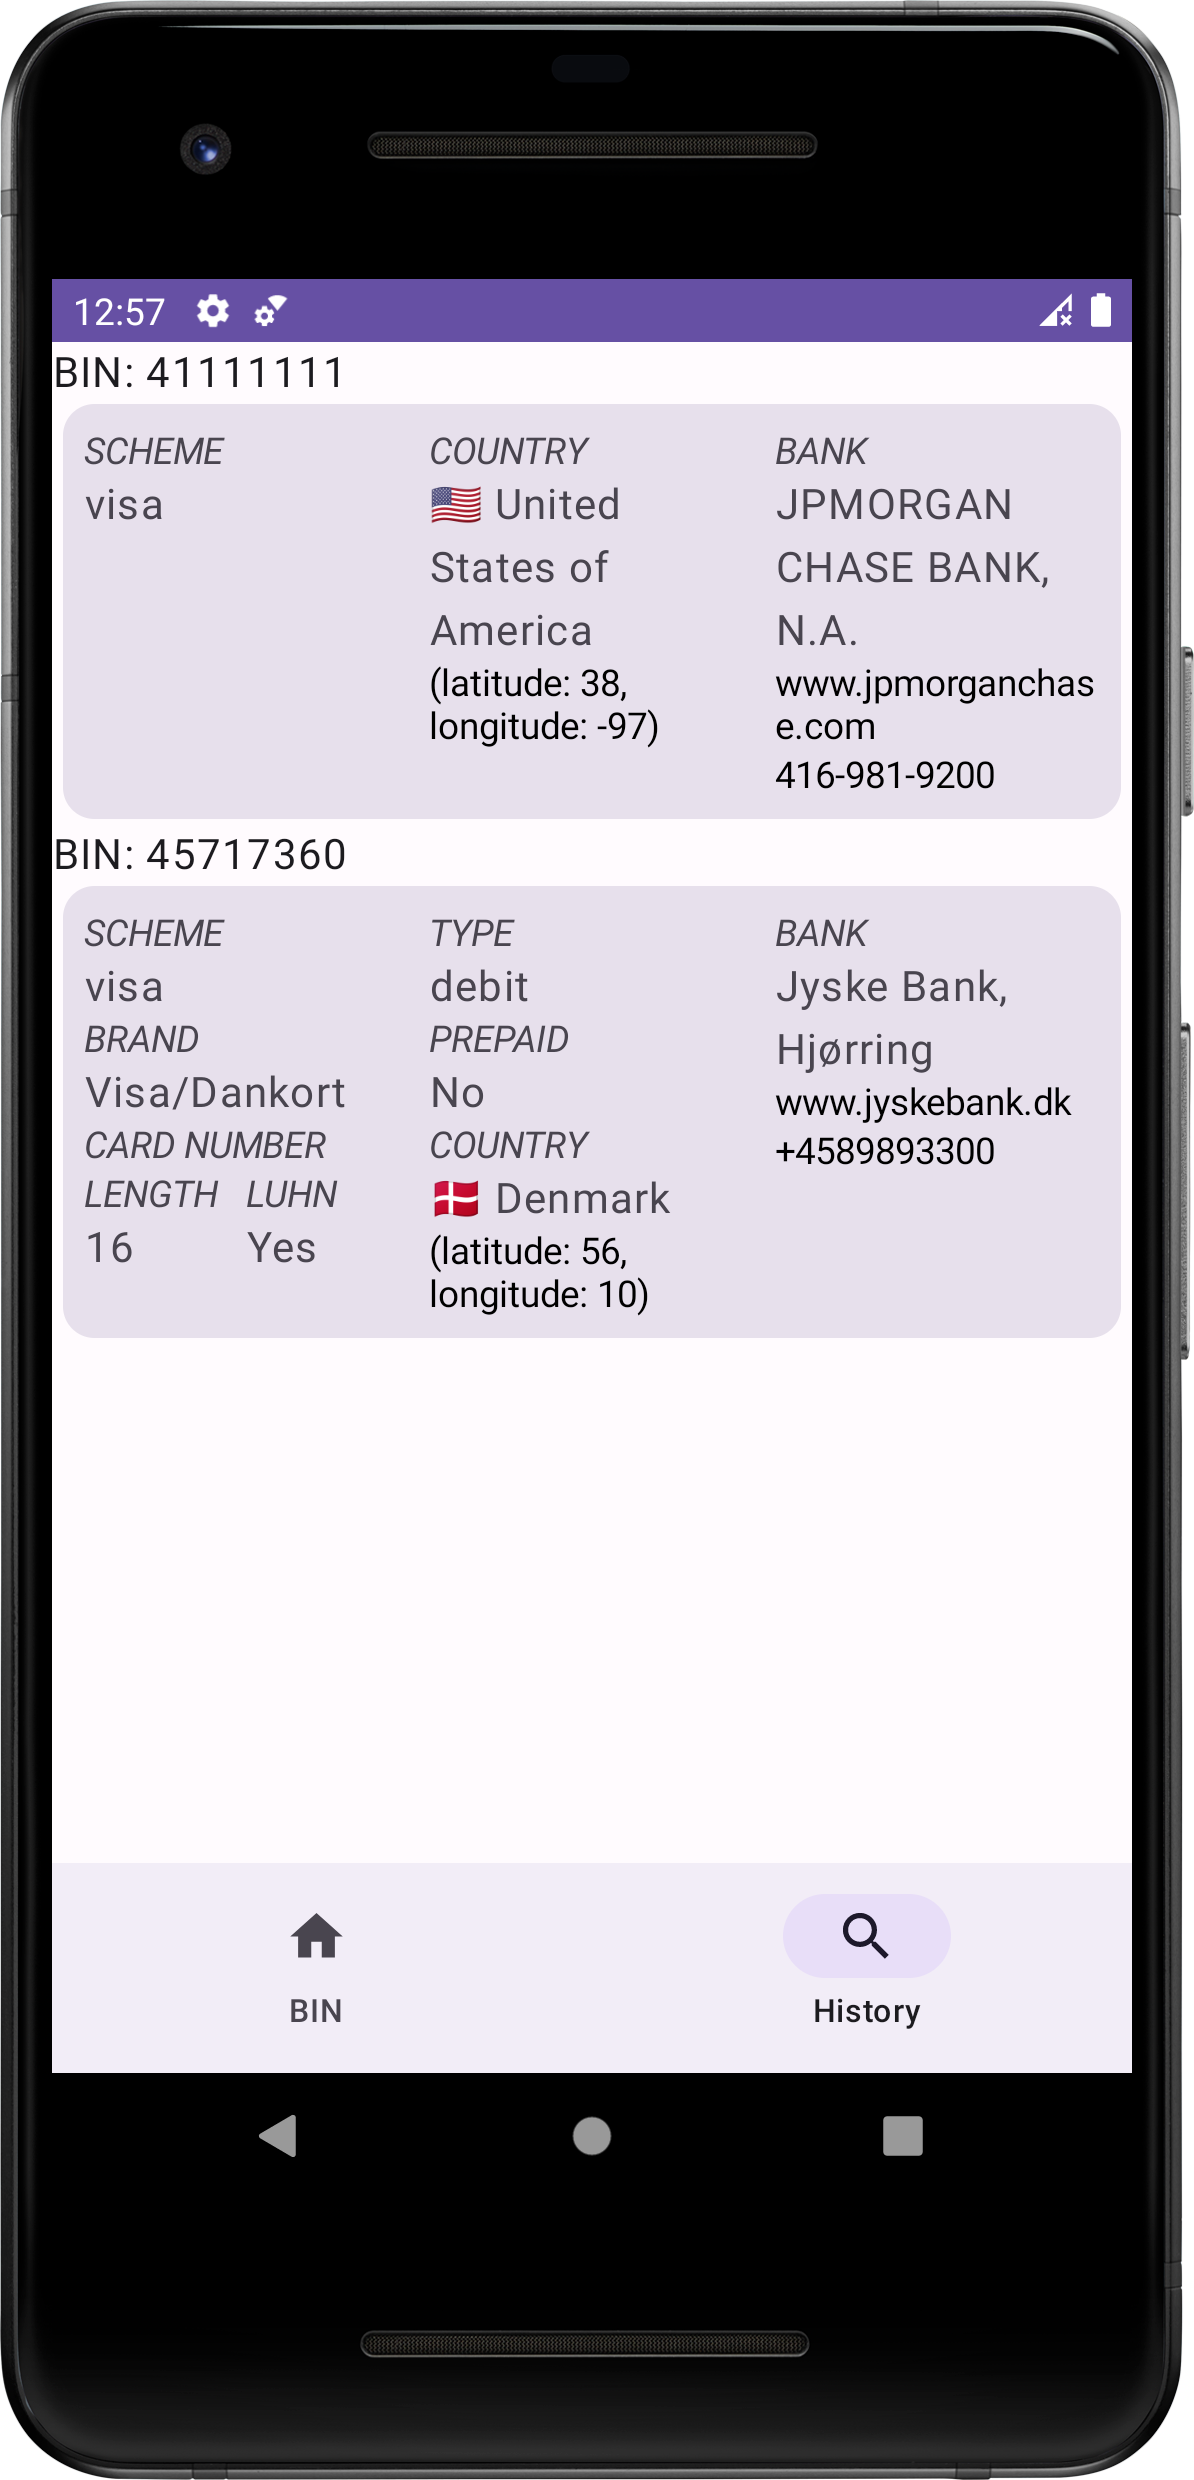 12:57
BIN: 41111111
SCHEME
visa
COUNTRY
🇺🇸 United
States of
America
(latitude: 38,
longitude: -97)
BANK
JPMORGAN
CHASE BANK,
N.A.
www.jpmorganchas
e.com
416-981-9200
BIN: 45717360
SCHEME
visa
BRAND
Visa/Dankort
CARD NUMBER
LENGTH LUHN
16 Yes
TYPE
debit
PREPAID
No
COUNTRY
🇩🇰 Denmark
(latitude: 56,
longitude: 10)
BANK
Jyske Bank,
Hjørring
www.jyskebank.dk
+4589893300
BIN
History